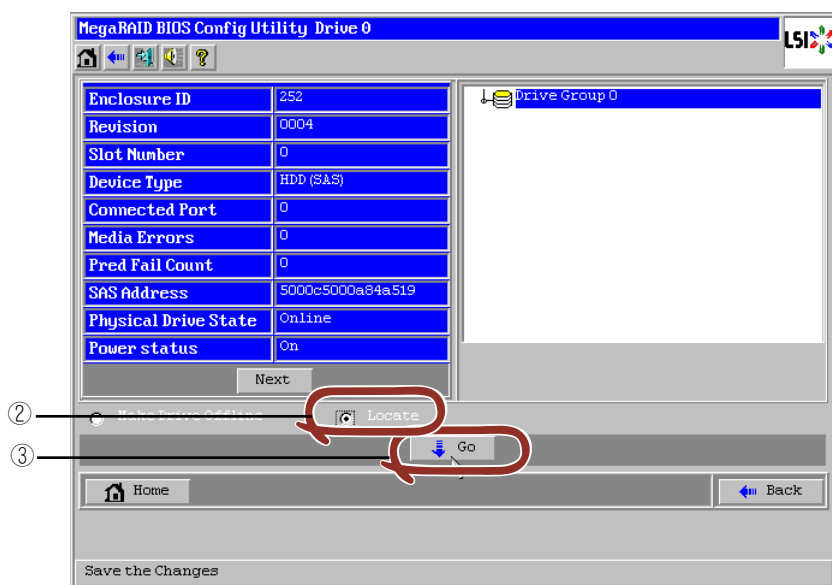 MegaRAID BIOS Config Utility Drive 0
LSI
Enclosure ID 252
Revision 0004
Slot Number 0
Device Type HDD (SAS)
Connected Port 0
Media Errors 0
Pred Fail Count 0
SAS Address 5000c5000a84a519
Physical Drive State Online
Power status On
Next
Drive Group 0
② Make Drive Offline Locate
③ Go
Home
Back
Save the Changes